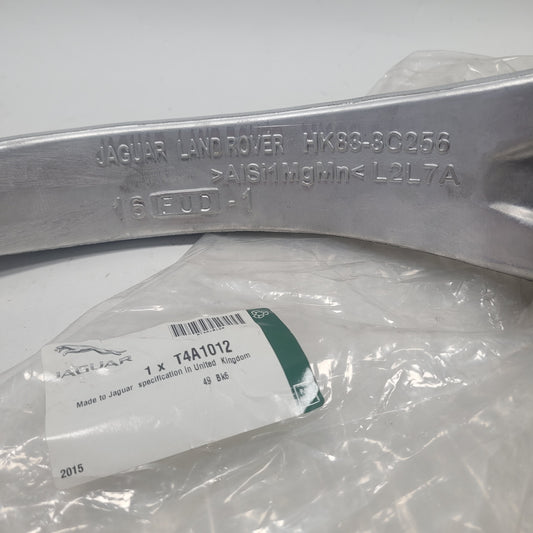 JAGUAR LAND ROVER HK83-3C256
>AlSi1MgMn< L2L7A
16 FUD -1
JAGUAR
1 x T4A1012
Made to Jaguar specification in United Kingdom
49 Bk6
2015